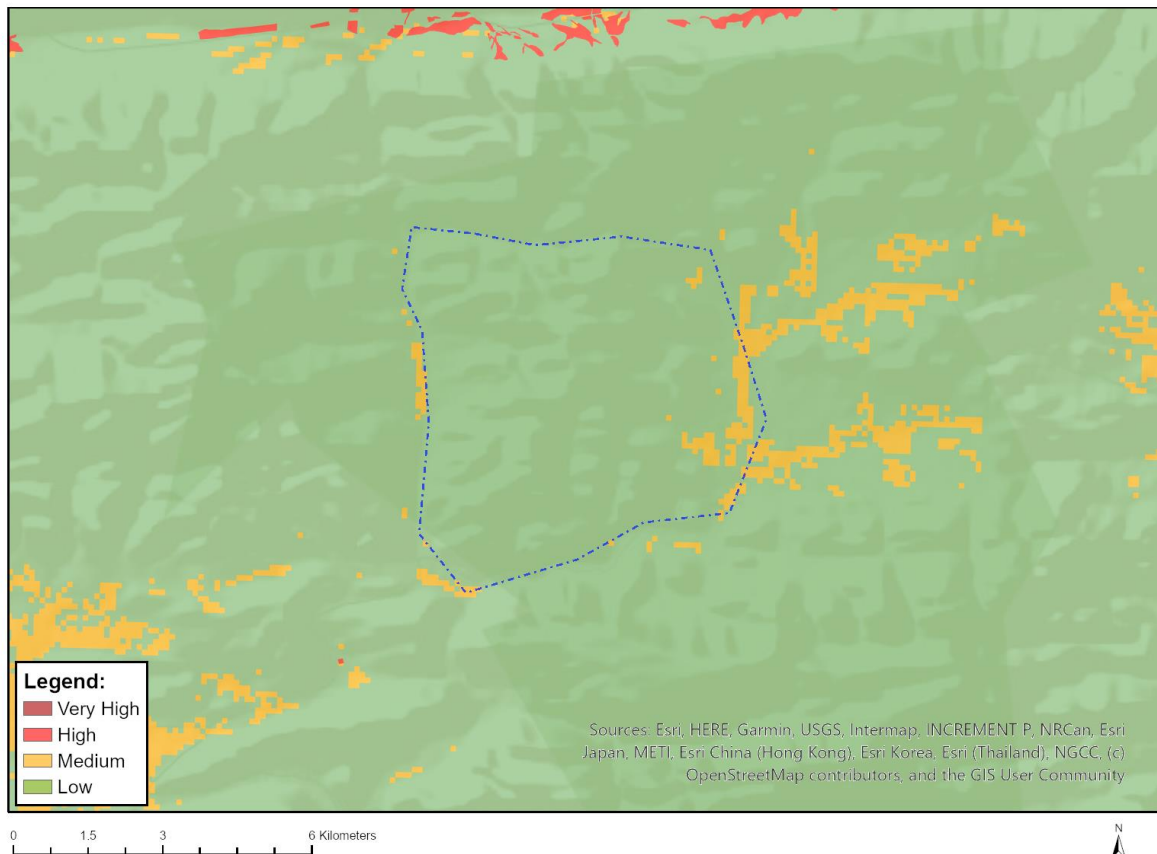 Legend:
Very High
High
Medium
Low
Sources: Esri, HERE, Garmin, USGS, Intermap, INCREMENT P, NRCan, Esri
Japan, METI, Esri China (Hong Kong), Esri Korea, Esri (Thailand), NGCC, (c)
OpenStreetMap contributors, and the GIS User Community
0 1.5 3 6 Kilometers
N